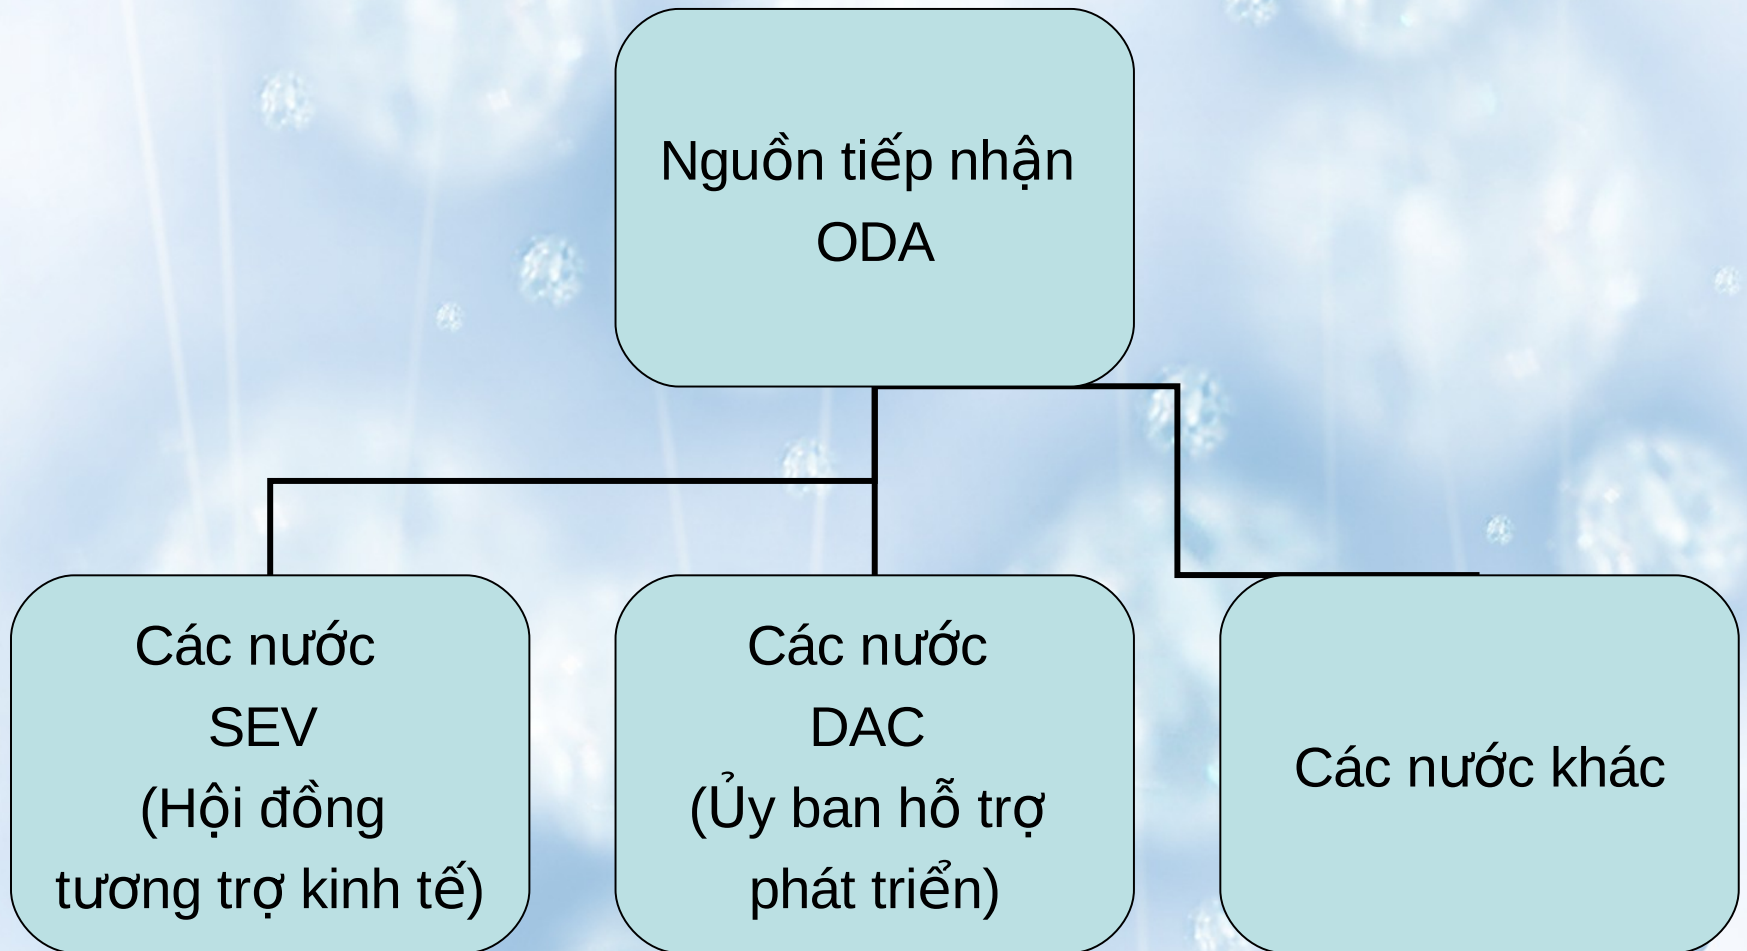 Nguồn tiếp nhận
ODA
Các nước
SEV
(Hội đồng
tương trợ kinh tế)
Các nước
DAC
(Ủy ban hỗ trợ
phát triển)
Các nước khác